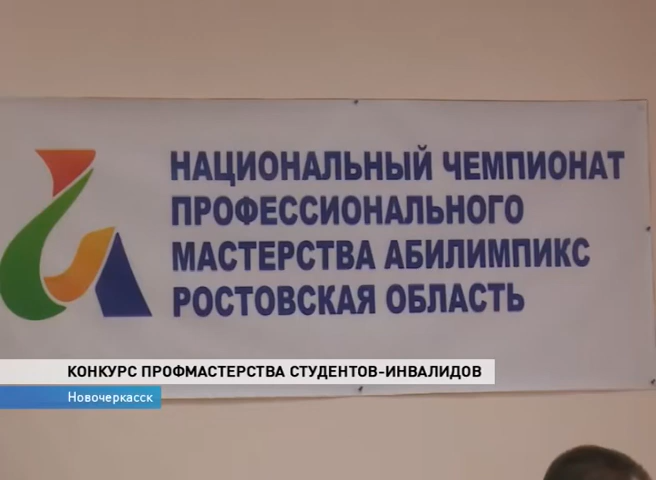 НАЦИОНАЛЬНЫЙ ЧЕМПИОНАТ
ПРОФЕССИОНАЛЬНОГО
МАСТЕРСТВА АБИЛИМПИКС
РОСТОВСКАЯ ОБЛАСТЬ
КОНКУРС ПРОФМАСТЕРСТВА СТУДЕНТОВ-ИНВАЛИДОВ
Новочеркасск